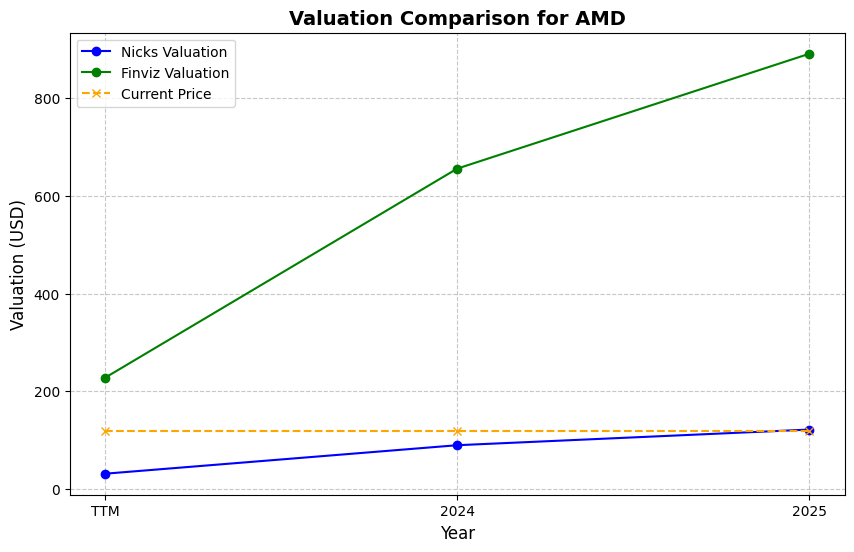 Valuation Comparison for AMD
Nicks Valuation
Finviz Valuation
Current Price
Valuation (USD)
800
600
400
200
0
TTM
2024
2025
Year